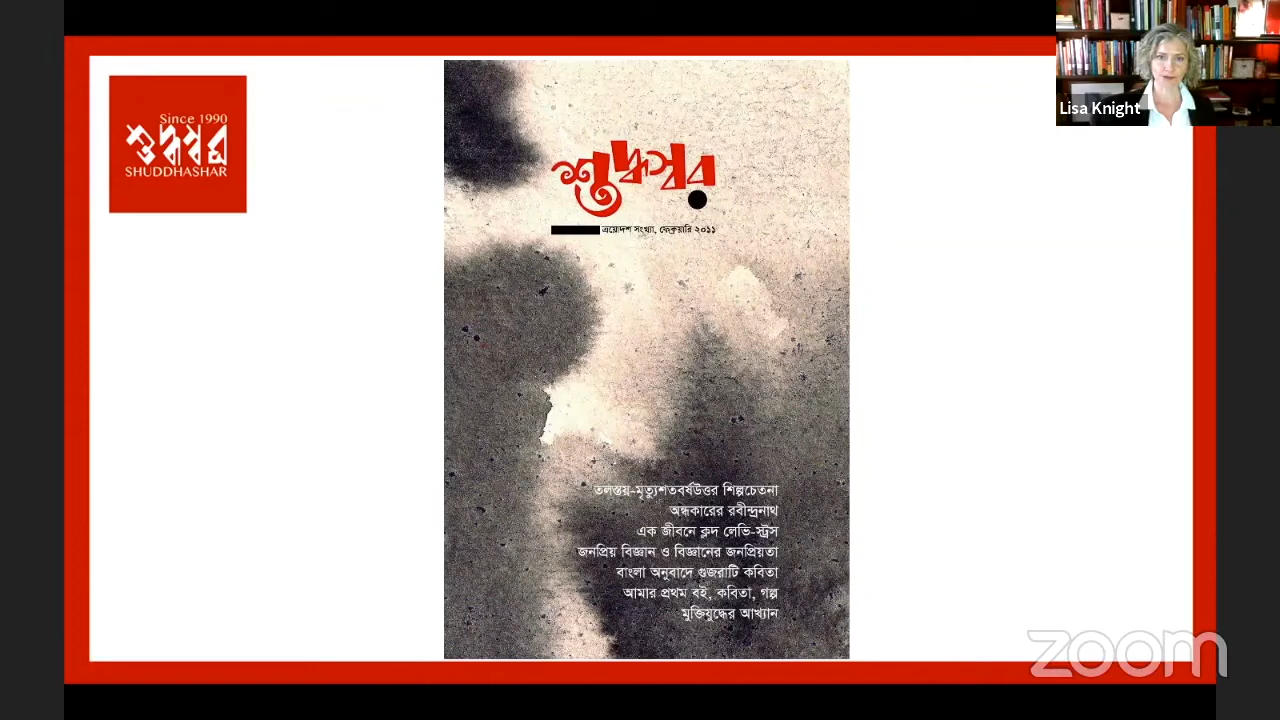 Since 1990
শুদ্ধস্বর
SHUDDHASHAR
শুদ্ধস্বর
ত্রয়োদশ সংখ্যা, ফেব্রুয়ারি ২০১১
তলস্তয়-মৃত্যুশতবর্ষউত্তর শিল্পচেতনা
অন্ধকারের রবীন্দ্রনাথ
এক জীবনে ক্লদ লেভি-স্ট্রস
জনপ্রিয় বিজ্ঞান ও বিজ্ঞানের জনপ্রিয়তা
বাংলা অনুবাদে গুজরাটি কবিতা
আমার প্রথম বই, কবিতা, গল্প
মুক্তিযুদ্ধের আখ্যান
Lisa Knight
zoom